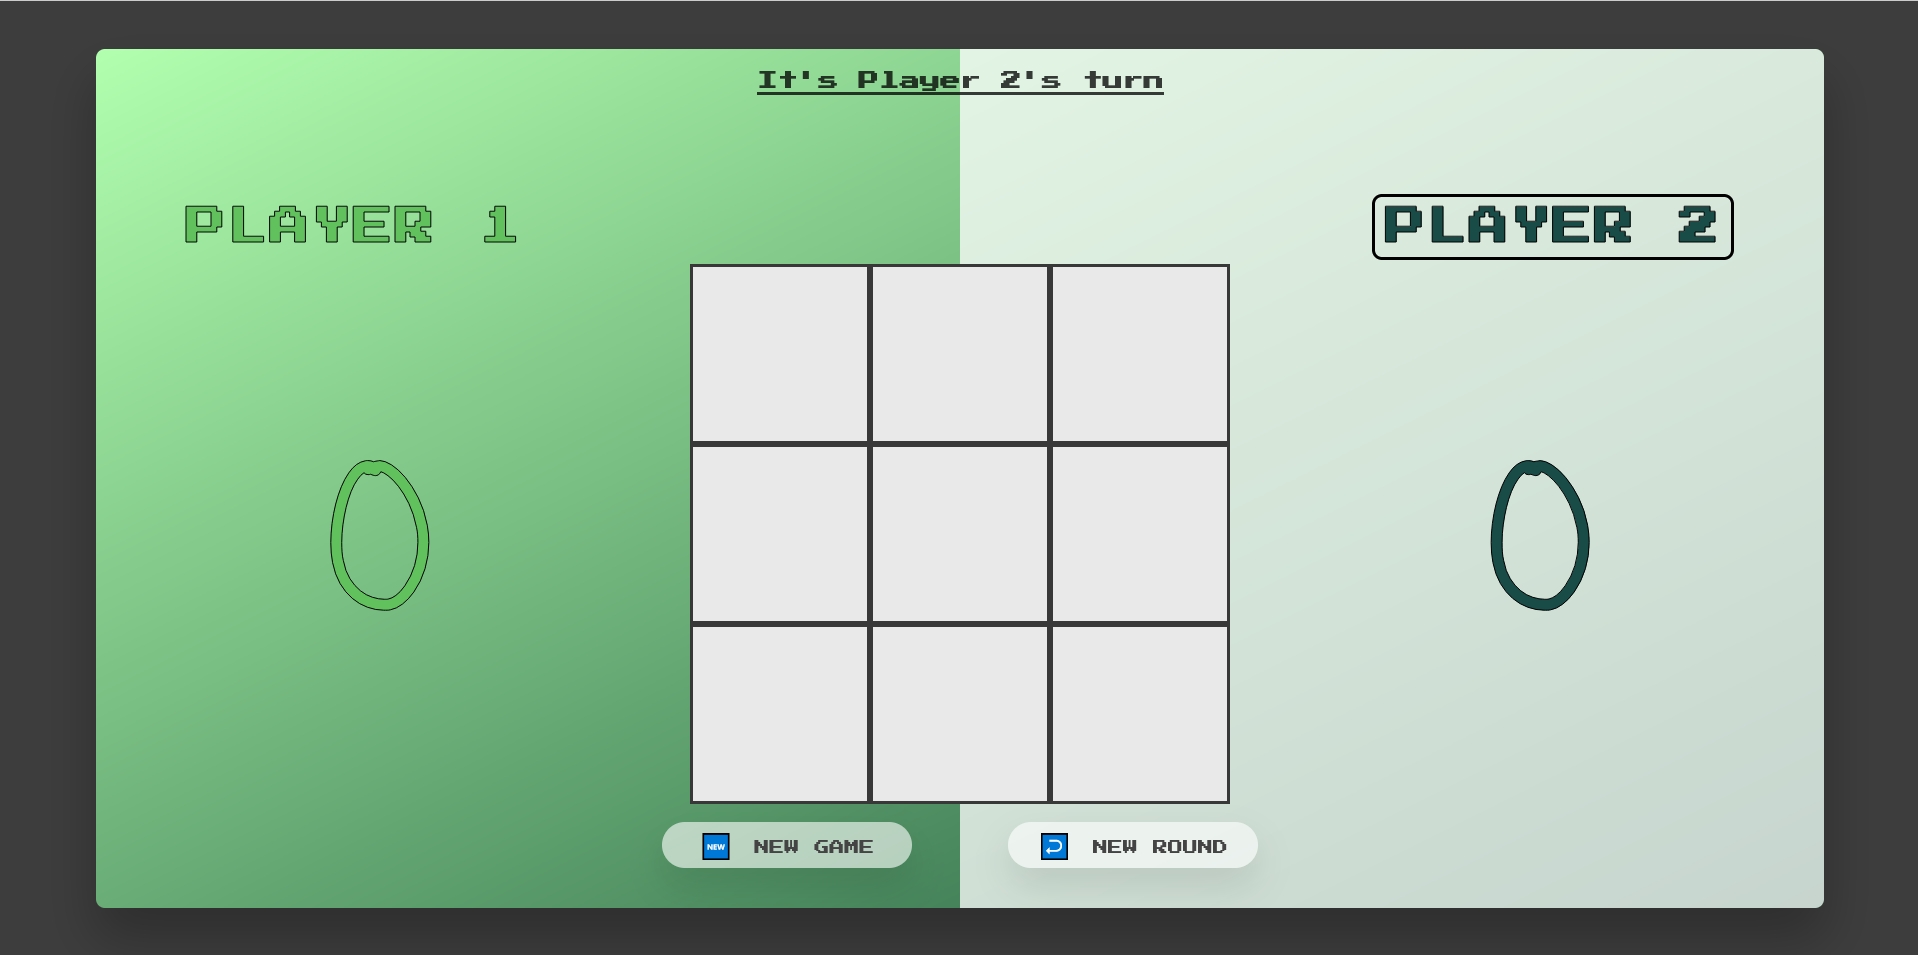 It's Player 2's turn
PLAYER 1
PLAYER 2
0
0
NEW NEW GAME
NEW ROUND